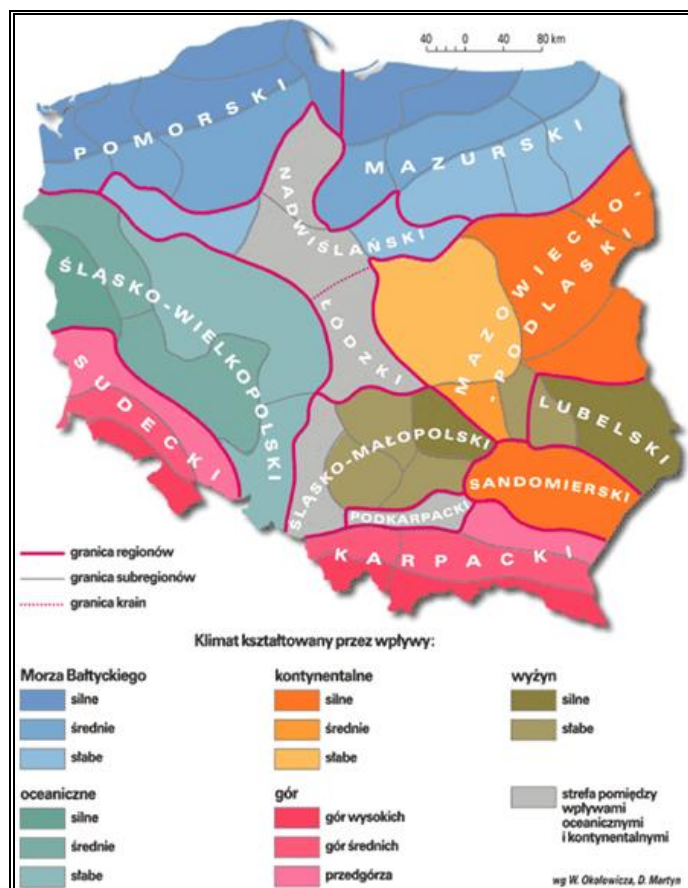 40 0 40 80 km
POMORSKI
MAZURSKI
NADWIŚLAŃSKI
MAZOWIECKO-
-PODLASKI
ŚLĄSKO-WIELKOPOLSKI
ŁÓDZKI
SUDECKI
LUBELSKI
ŚLĄSKO-MAŁOPOLSKI
SANDOMIERSKI
PODKARPACKI
KARPACKI
granica regionów
granica subregionów
granica krain
Klimat kształtowany przez wpływy:
Morza Bałtyckiego
silne
średnie
słabe
kontynentalne
silne
średnie
słabe
wyżyn
silne
słabe
oceaniczne
silne
średnie
słabe
gór
gór wysokich
gór średnich
przedgórza
strefa pomiędzy
wpływami
oceanicznymi
i kontynentalnymi
wg W. Okołowicza, D. Martyn